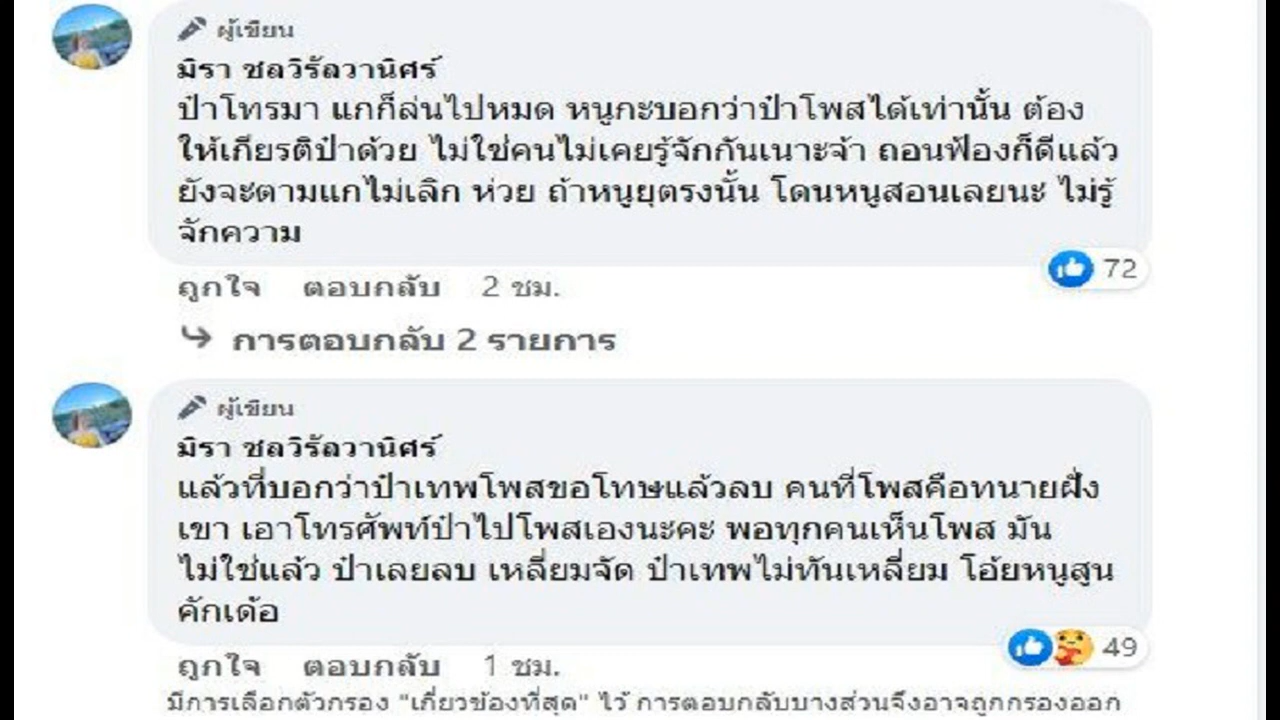 ผู้เขียน
มิรา ชลวิรัลวานิศร์
ป๋าโทรมา แกก็ล่นไปหมด หนูกะบอกว่าป๋าโพสได้เท่านั้น ต้อง
ให้เกียรติป๋าด้วย ไม่ใช่คนไม่เคยรู้จักกันเนาะจ้า ถอนฟ้องก็ดีแล้ว
ยังจะตามแกไม่เลิก ห่วย ถ้าหนูยุตรงนั้น โดนหนูสอนเลยนะ ไม่รู้
จักความ
72
ถูกใจ ตอบกลับ 2 ชม.
การตอบกลับ 2 รายการ
ผู้เขียน
มิรา ชลวิรัลวานิศร์
แล้วที่บอกว่าป๋าเทพโพสขอโทษแล้วลบ คนที่โพสคือทนายฝั่ง
เขา เอาโทรศัพท์ป๋าไปโพสเองนะคะ พอทุกคนเห็นโพส มัน
ไม่ใช่แล้ว ป๋าเลยลบ เหลี่ยมจัด ป๋าเทพไม่ทันเหลี่ยม โอ้ยหนูสูน
คักเด้อ
49
ถูกใจ ตอบกลับ 1 ชม.
มีการเลือกตัวกรอง "เกี่ยวข้องที่สุด" ไว้ การตอบกลับบางส่วนจึงอาจถูกกรองออก